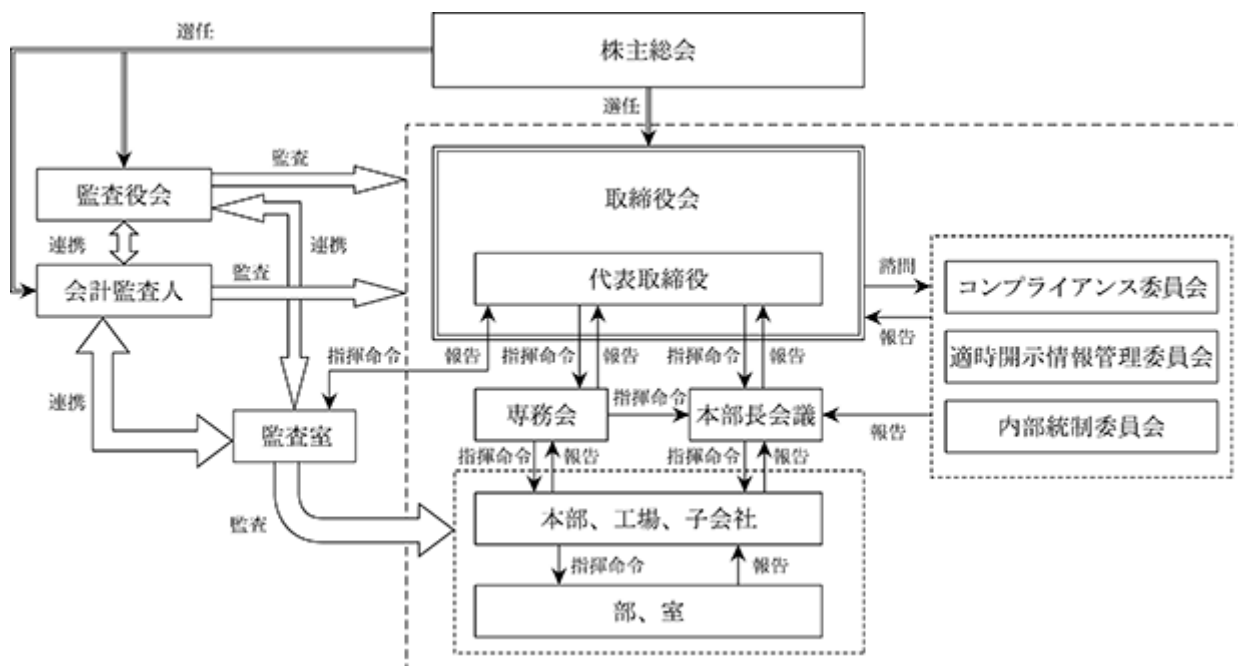 選任
株主総会
選任
監査
監査役会
取締役会
連携
連携
代表取締役
監査
会計監査人
諮問
コンプライアンス委員会
報告
指揮命令
報告
指揮命令
報告
指揮命令
報告
適時開示情報管理委員会
連携
専務会
指揮命令
本部長会議
報告
内部統制委員会
監査室
指揮命令
報告
指揮命令
報告
監査
本部、工場、子会社
指揮命令
報告
部、室